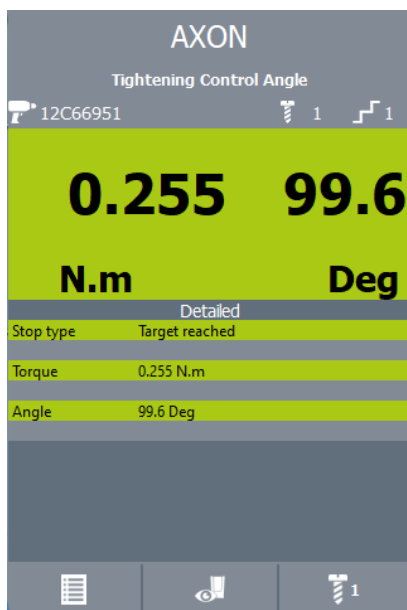 AXON
Tightening Control Angle
12C66951 1 1
0.255 99.6
N.m Deg
Detailed
Stop type Target reached
Torque 0.255 N.m
Angle 99.6 Deg
1